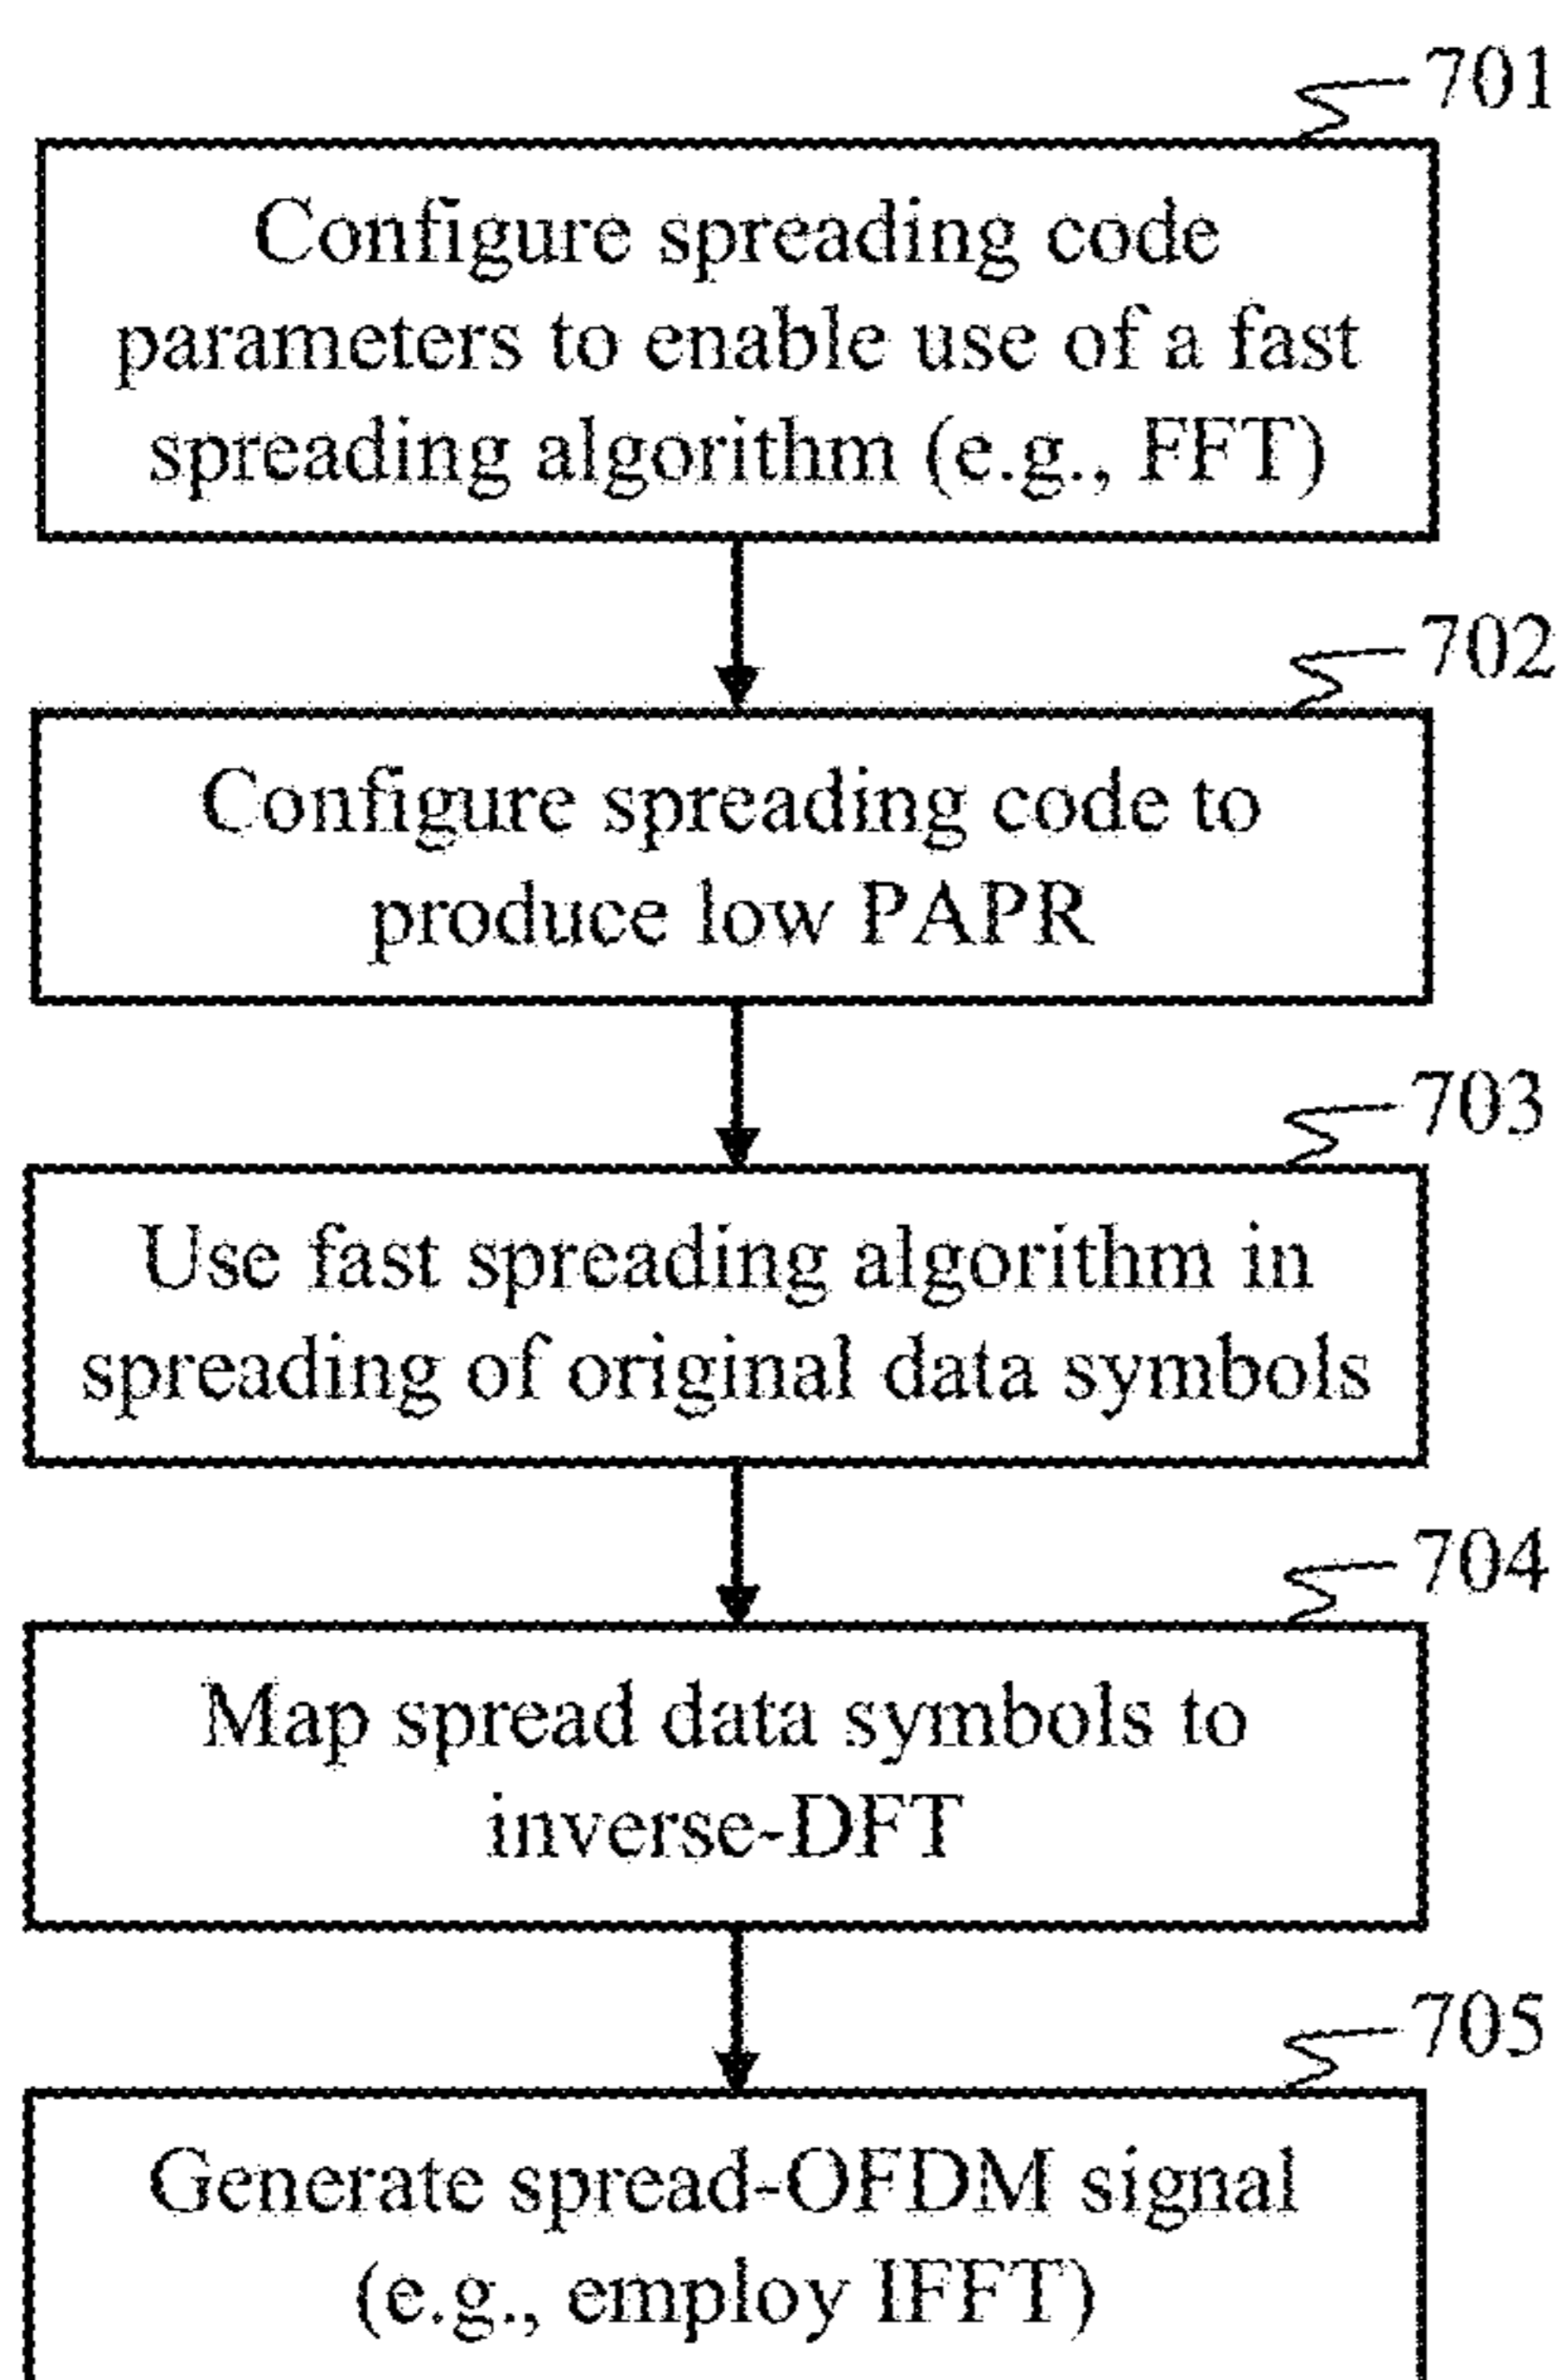 701
Configure spreading code
parameters to enable use of a fast
spreading algorithm (e.g., FFT)
702
Configure spreading code to
produce low PAPR
703
Use fast spreading algorithm in
spreading of original data symbols
704
Map spread data symbols to
inverse-DFT
705
Generate spread-OFDM signal
(e.g., employ IFFT)